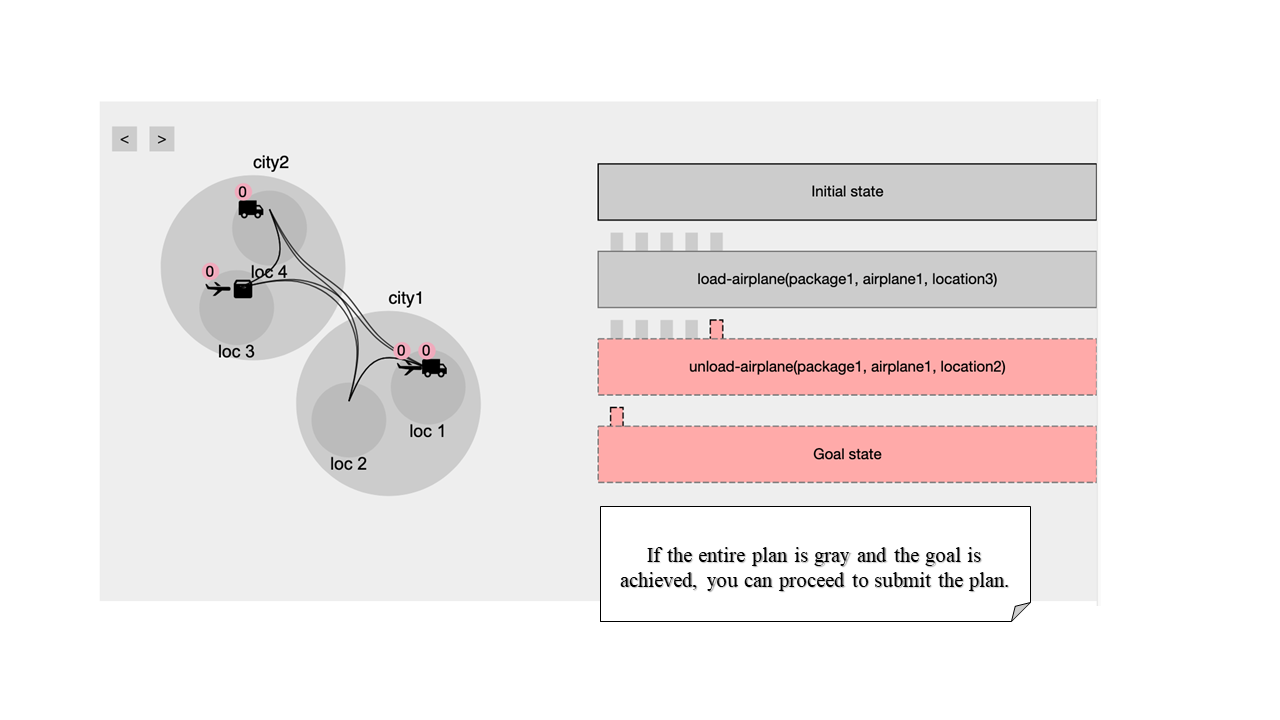 < >
city2
0
loc 4
0
loc 3
city1
0 0
loc 1
loc 2
Initial state
load-airplane(package1, airplane1, location3)
unload-airplane(package1, airplane1, location2)
Goal state
If the entire plan is gray and the goal is
achieved, you can proceed to submit the plan.